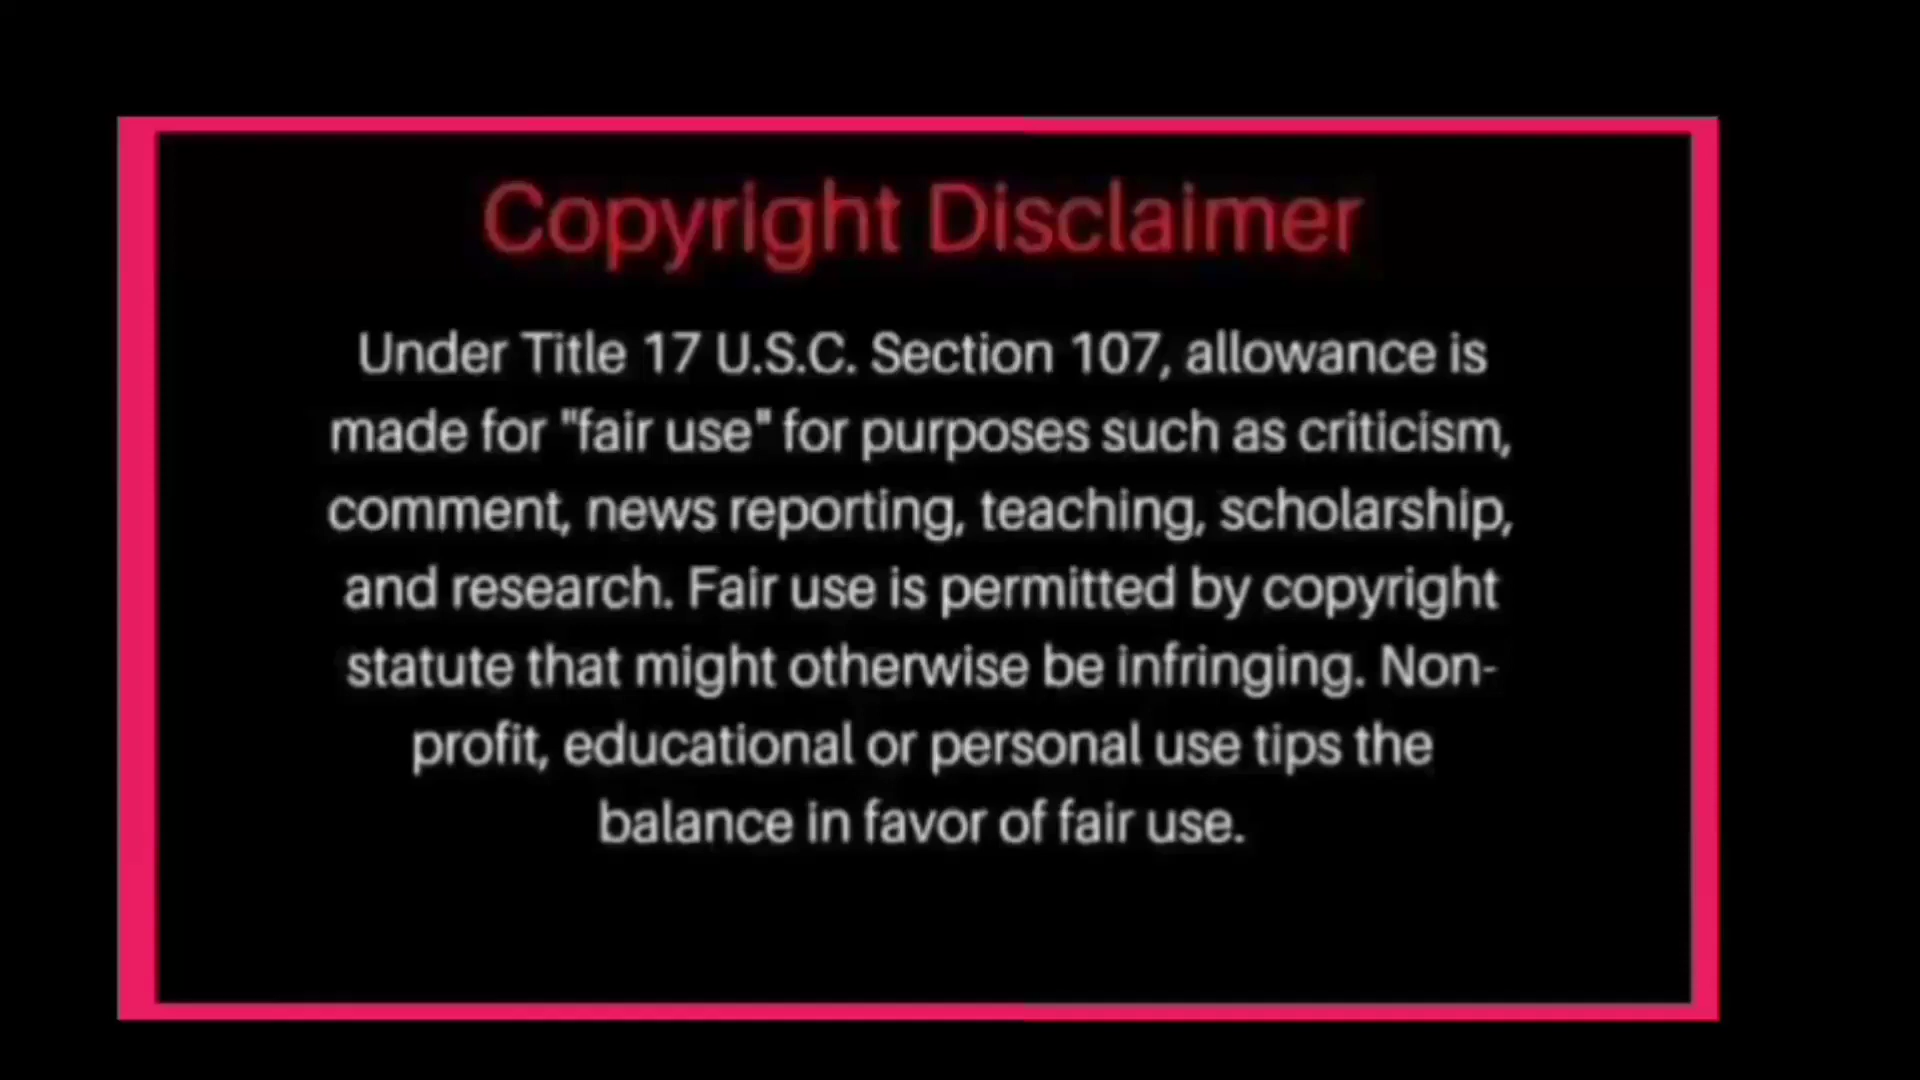 Copyright Disclaimer
Under Title 17 U.S.C. Section 107, allowance is
made for "fair use" for purposes such as criticism,
comment, news reporting, teaching, scholarship,
and research. Fair use is permitted by copyright
statute that might otherwise be infringing. Non-
profit, educational or personal use tips the
balance in favor of fair use.